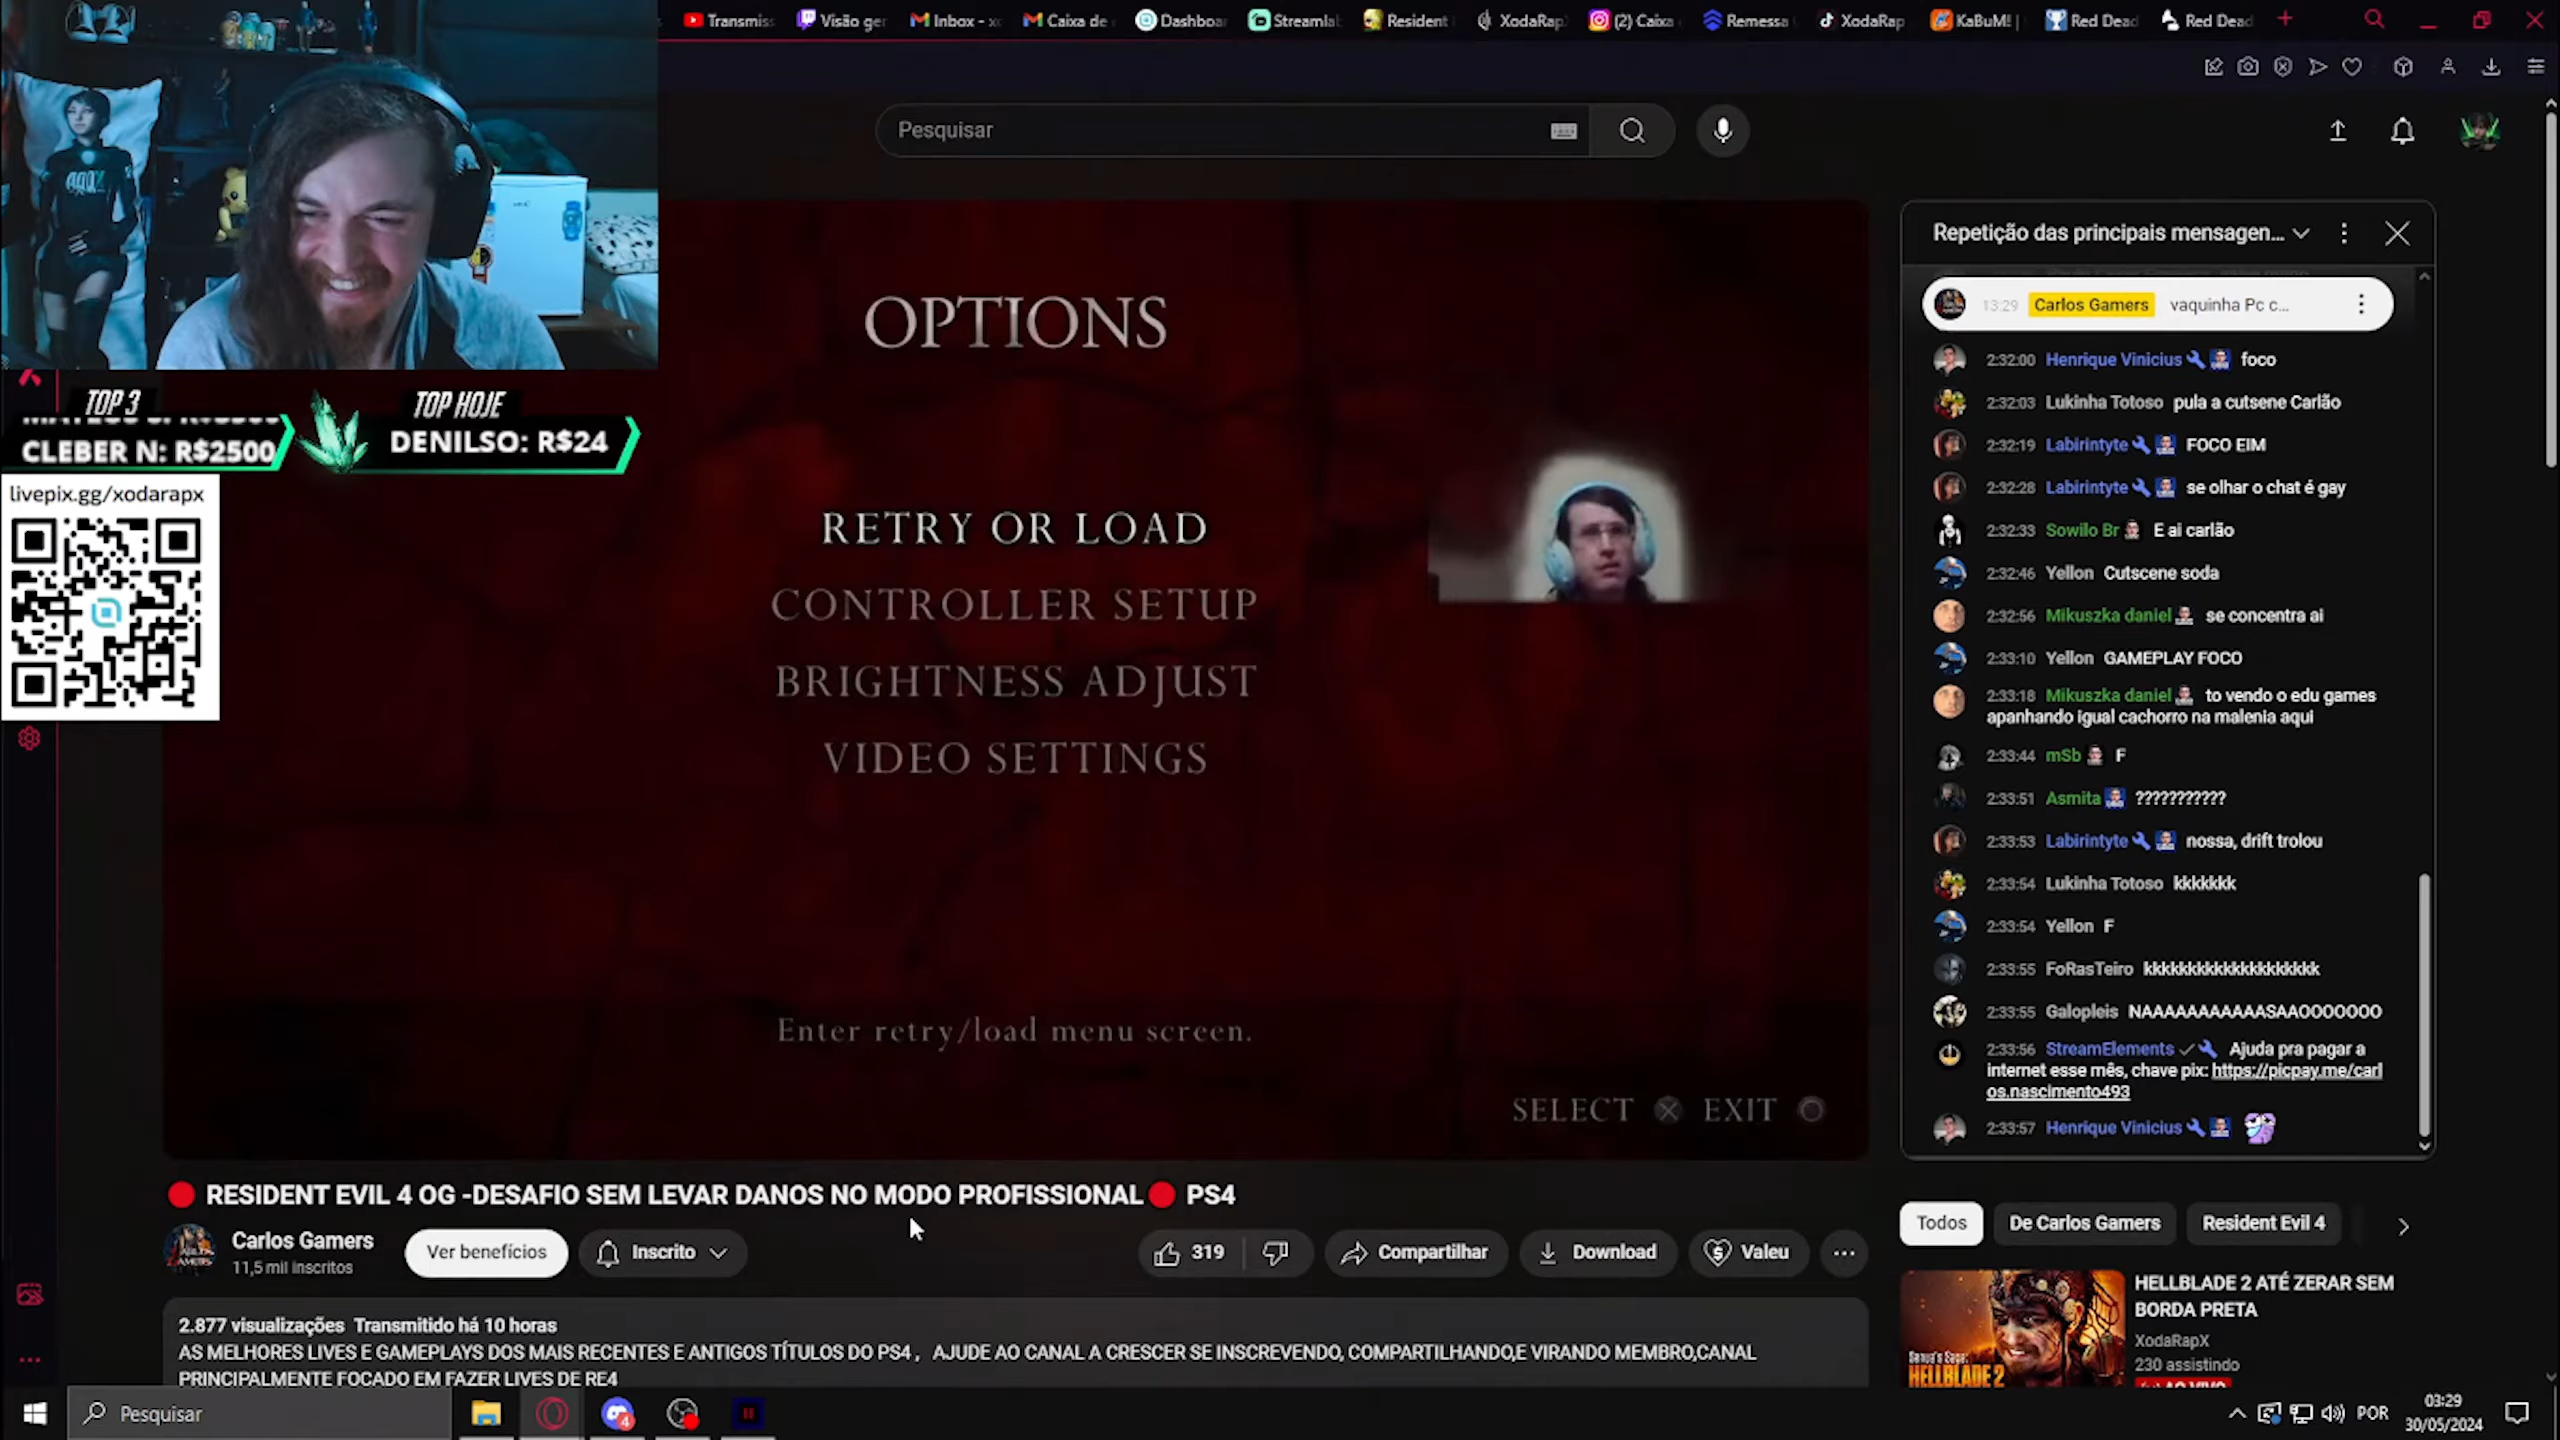 Transmiss
Visão ger
Inbox - xo
Caixa de
Dashboa
Streamla
Resident
XodaRap
(2) Caixa
Remessa
XodaRap
KaBuM! |
Red Dead
Red Dead
Pesquisar
TOP 3
CLEBER N: R$2500
TOP HOJE
DENILSO: R$24
livepix.gg/xodarapx
OPTIONS
RETRY OR LOAD
CONTROLLER SETUP
BRIGHTNESS ADJUST
VIDEO SETTINGS
Enter retry/load menu screen.
SELECT EXIT
Repetição das principais mensagen...
13:29 Carlos Gamers vaquinha Pc c...
2:32:00 Henrique Vinicius foco
2:32:03 Lukinha Totoso pula a cutsene Carlão
2:32:19 Labirintyte FOCO EIM
2:32:28 Labirintyte se olhar o chat é gay
2:32:33 Sowilo Br E ai carlão
2:32:46 Yellon Cutscene soda
2:32:56 Mikuszka daniel se concentra ai
2:33:10 Yellon GAMEPLAY FOCO
2:33:18 Mikuszka daniel to vendo o edu games
apanhando igual cachorro na malenia aqui
2:33:44 mSb F
2:33:51 Asmita ???????????
2:33:53 Labirintyte nossa, drift trolou
2:33:54 Lukinha Totoso kkkkkkk
2:33:54 Yellon F
2:33:55 FoRasTeiro kkkkkkkkkkkkkkkkkkkk
2:33:55 Galopleis NAAAAAAAAAAASAAOOOOOOO
2:33:56 StreamElements Ajuda pra pagar a
internet esse mês, chave pix: https://picpay.me/carl
os.nascimento493
2:33:57 Henrique Vinicius
RESIDENT EVIL 4 OG -DESAFIO SEM LEVAR DANOS NO MODO PROFISSIONAL PS4
Carlos Gamers
11,5 mil inscritos
Ver benefícios
Inscrito
319
Compartilhar
Download
Valeu
2.877 visualizações Transmitido há 10 horas
AS MELHORES LIVES E GAMEPLAYS DOS MAIS RECENTES E ANTIGOS TÍTULOS DO PS4 , AJUDE AO CANAL A CRESCER SE INSCREVENDO, COMPARTILHANDO,E VIRANDO MEMBRO,CANAL
PRINCIPALMENTE FOCADO EM FAZER LIVES DE RE4
Todos
De Carlos Gamers
Resident Evil 4
Senua's Saga:
HELLBLADE 2
HELLBLADE 2 ATÉ ZERAR SEM
BORDA PRETA
XodaRapX
230 assistindo
Pesquisar
4
POR
03:29
30/05/2024